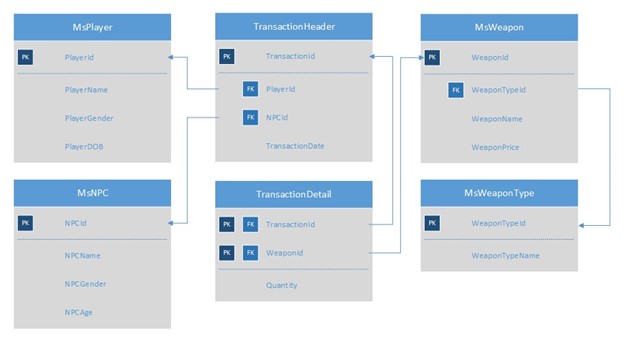 MsPlayer
PK PlayerId
PlayerName
PlayerGender
PlayerDOB
TransactionHeader
PK TransactionId
FK PlayerId
FK NPCId
TransactionDate
MsWeapon
PK WeaponId
FK WeaponTypeId
WeaponName
WeaponPrice
MsNPC
PK NPCId
NPCName
NPCGender
NPCAge
TransactionDetail
PK FK TransactionId
PK FK WeaponId
Quantity
MsWeaponType
PK WeaponTypeId
WeaponTypeName